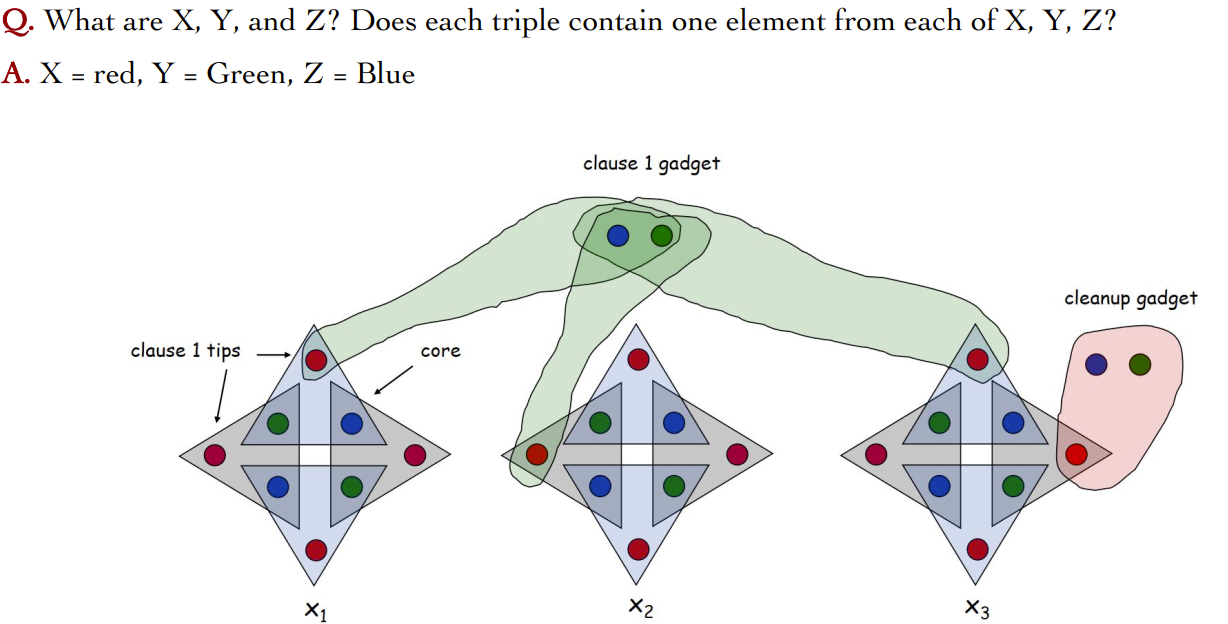 Q. What are X, Y, and Z? Does each triple contain one element from each of X, Y, Z?
A. X = red, Y = Green, Z = Blue
clause 1 gadget
cleanup gadget
clause 1 tips
core
x1
x2
x3